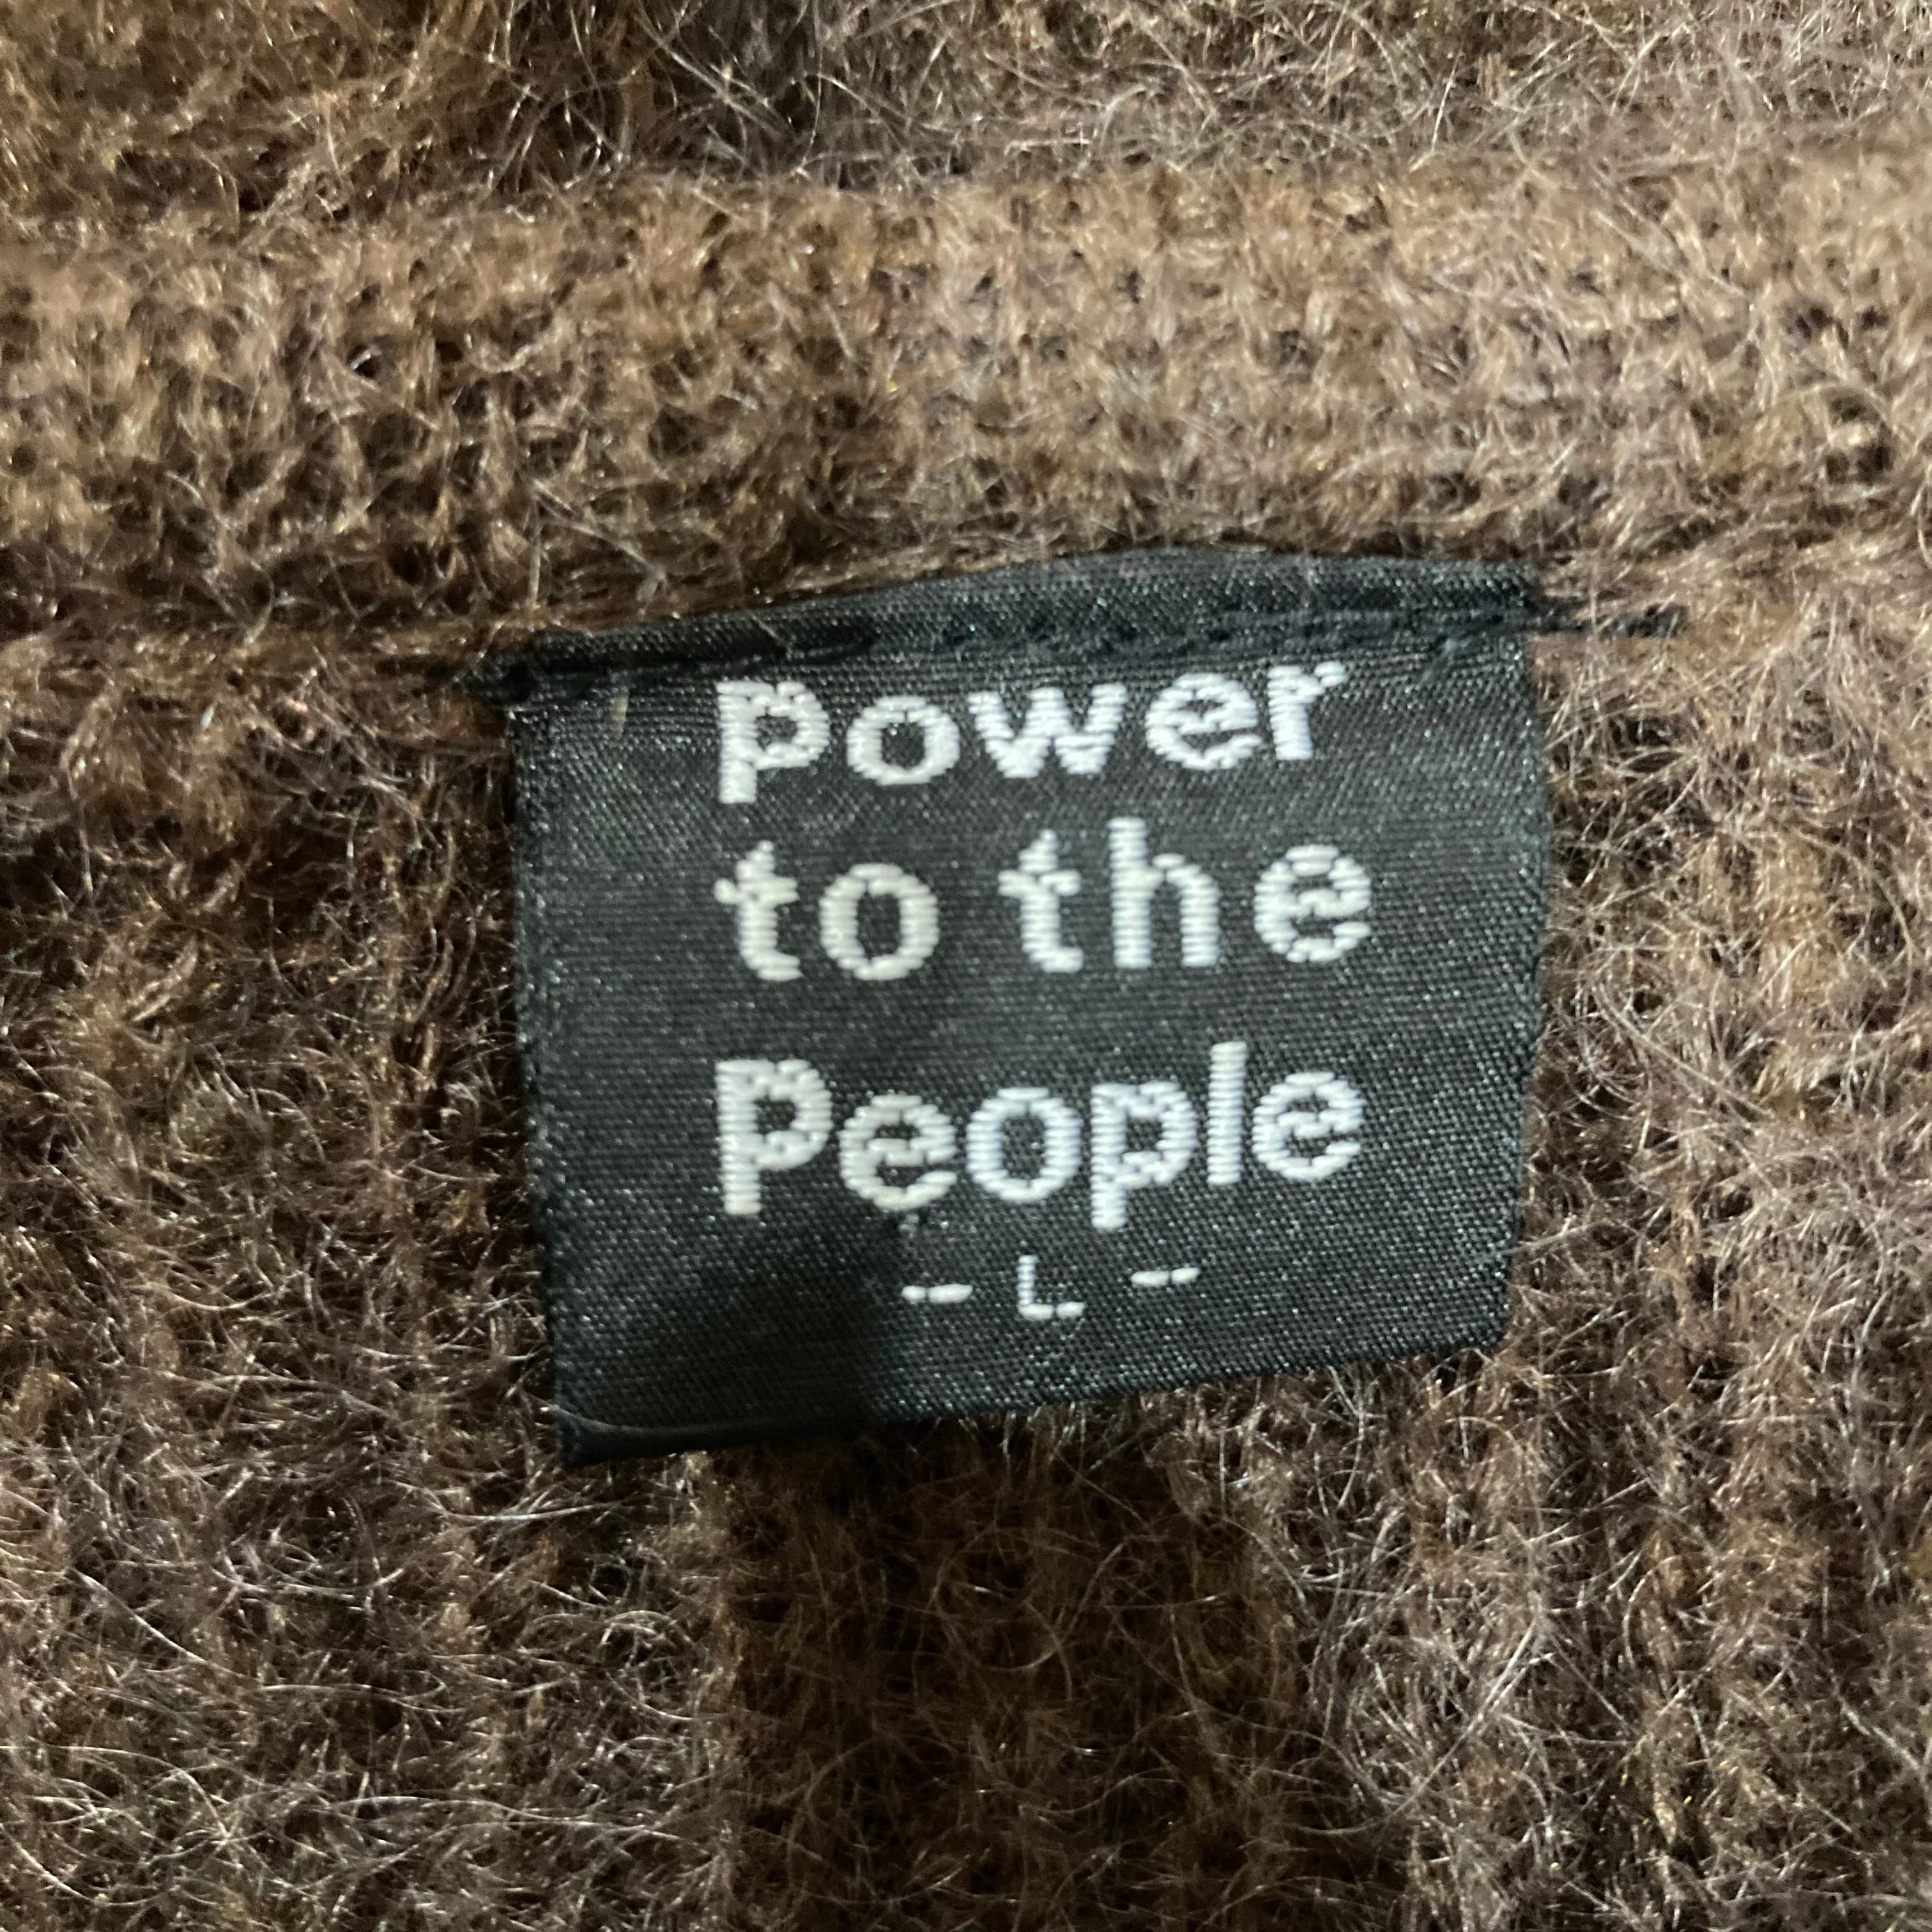 Power
to the
People
- L -